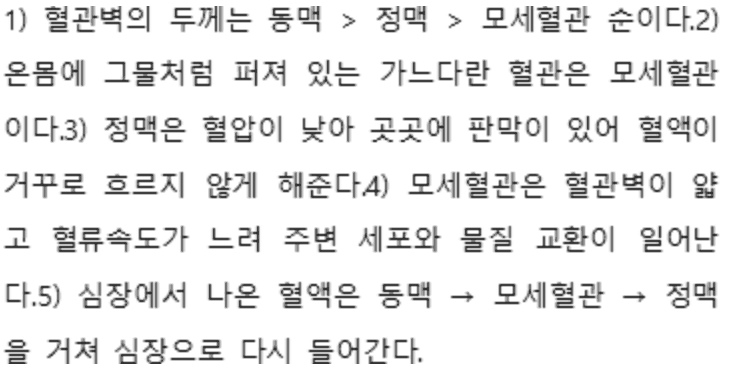 1) 혈관벽의 두께는 동맥 > 정맥 > 모세혈관 순이다.2)
온몸에 그물처럼 퍼져 있는 가느다란 혈관은 모세혈관
이다.3) 정맥은 혈압이 낮아 곳곳에 판막이 있어 혈액이
거꾸로 흐르지 않게 해준다.4) 모세혈관은 혈관벽이 얇
고 혈류속도가 느려 주변 세포와 물질 교환이 일어난
다.5) 심장에서 나온 혈액은 동맥 → 모세혈관 → 정맥
을 거쳐 심장으로 다시 들어간다.